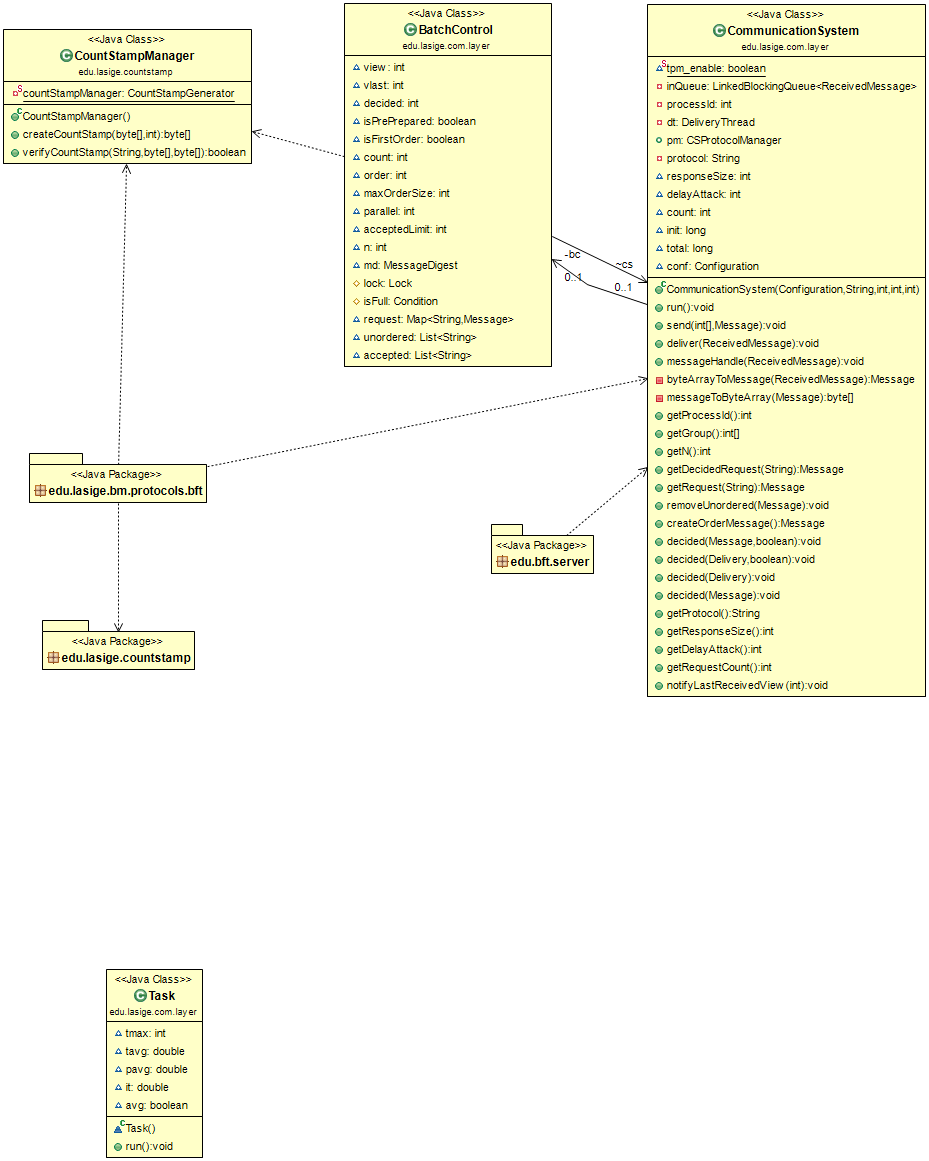 <<Java Class>>
CountStampManager
edu.lasige.countstamp
countStampManager: CountStampGenerator
CountStampManager()
createCountStamp(byte[],int):byte[]
verifyCountStamp(String,byte[],byte[]):boolean
<<Java Class>>
BatchControl
edu.lasige.com.layer
view : int
vlast: int
decided: int
isPrePrepared: boolean
isFirstOrder: boolean
count: int
order: int
maxOrderSize: int
parallel: int
acceptedLimit: int
n: int
md: MessageDigest
lock: Lock
isFull: Condition
request: Map<String,Message>
unordered: List<String>
accepted: List<String>
-bc
0..1
~cs
0..1
<<Java Class>>
CommunicationSystem
edu.lasige.com.layer
tpm_enable: boolean
inQueue: LinkedBlockingQueue<ReceivedMessage>
processId: int
dt: DeliveryThread
pm: CSProtocolManager
protocol: String
responseSize: int
delayAttack: int
count: int
init: long
total: long
conf: Configuration
CommunicationSystem(Configuration,String,int,int,int)
run():void
send(int[],Message):void
deliver(ReceivedMessage):void
messageHandle(ReceivedMessage):void
byteArrayToMessage(ReceivedMessage):Message
messageToByteArray(Message):byte[]
getProcessId():int
getGroup():int[]
getN():int
getDecidedRequest(String):Message
getRequest(String):Message
removeUnordered(Message):void
createOrderMessage():Message
decided(Message,boolean):void
decided(Delivery,boolean):void
decided(Delivery):void
decided(Message):void
getProtocol():String
getResponseSize():int
getDelayAttack():int
getRequestCount():int
notifyLastReceivedView (int):void
<<Java Package>>
edu.lasige.bm.protocols.bft
<<Java Package>>
edu.bft.server
<<Java Package>>
edu.lasige.countstamp
<<Java Class>>
Task
edu.lasige.com.layer
tmax: int
tavg: double
pavg: double
it: double
avg: boolean
Task()
run():void